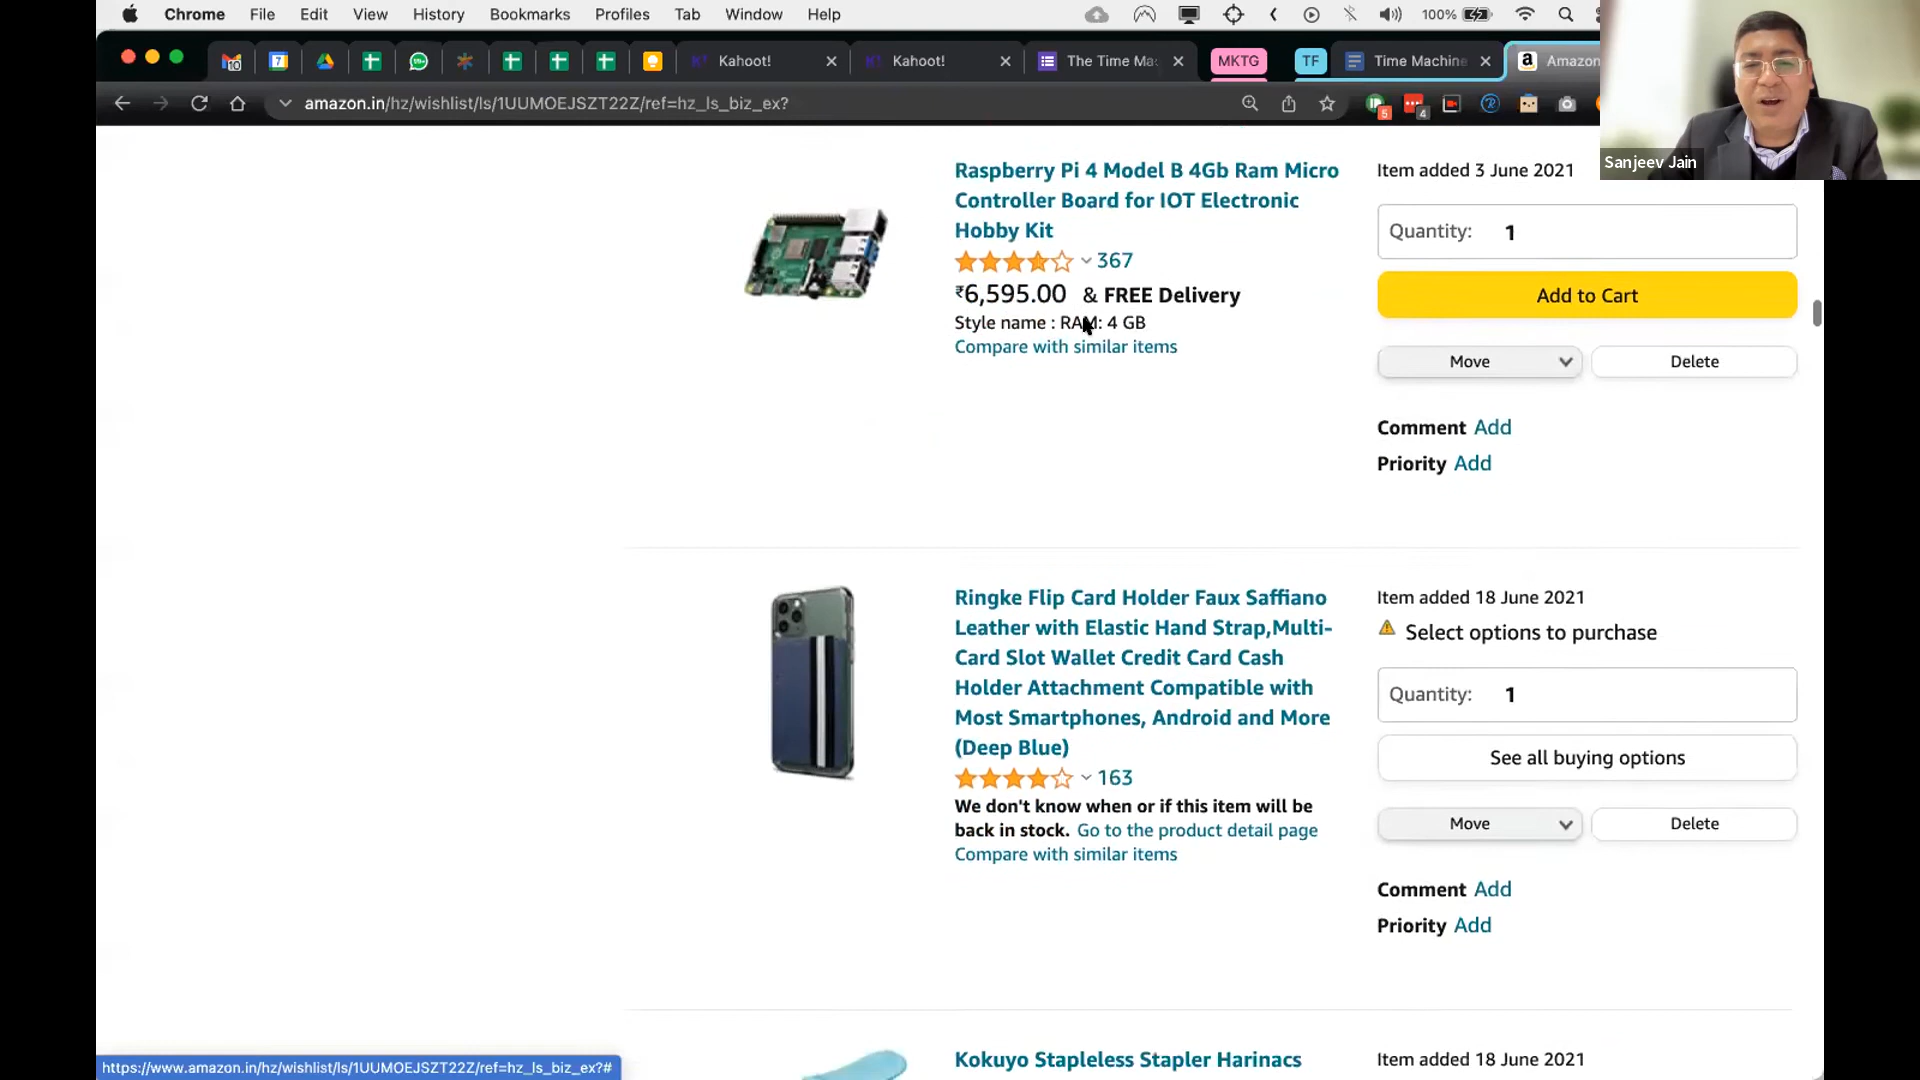 Chrome File Edit View History Bookmarks Profiles Tab Window Help 100%
Kahoot! Kahoot! The Time Ma MKTG TF Time Machine Amazon
amazon.in/hz/wishlist/ls/1UUMOEJSZT22Z/ref=hz_ls_biz_ex?
Sanjeev Jain
Raspberry Pi 4 Model B 4Gb Ram Micro
Controller Board for IOT Electronic
Hobby Kit
367
₹6,595.00 & FREE Delivery
Style name : RAM: 4 GB
Compare with similar items
Item added 3 June 2021
Quantity: 1
Add to Cart
Move Delete
Comment Add
Priority Add
Ringke Flip Card Holder Faux Saffiano
Leather with Elastic Hand Strap,Multi-
Card Slot Wallet Credit Card Cash
Holder Attachment Compatible with
Most Smartphones, Android and More
(Deep Blue)
163
We don't know when or if this item will be
back in stock. Go to the product detail page
Compare with similar items
Item added 18 June 2021
Select options to purchase
Quantity: 1
See all buying options
Move Delete
Comment Add
Priority Add
Kokuyo Stapleless Stapler Harinacs
Item added 18 June 2021
https://www.amazon.in/hz/wishlist/ls/1UUMOEJSZT22Z/ref=hz_ls_biz_ex?#